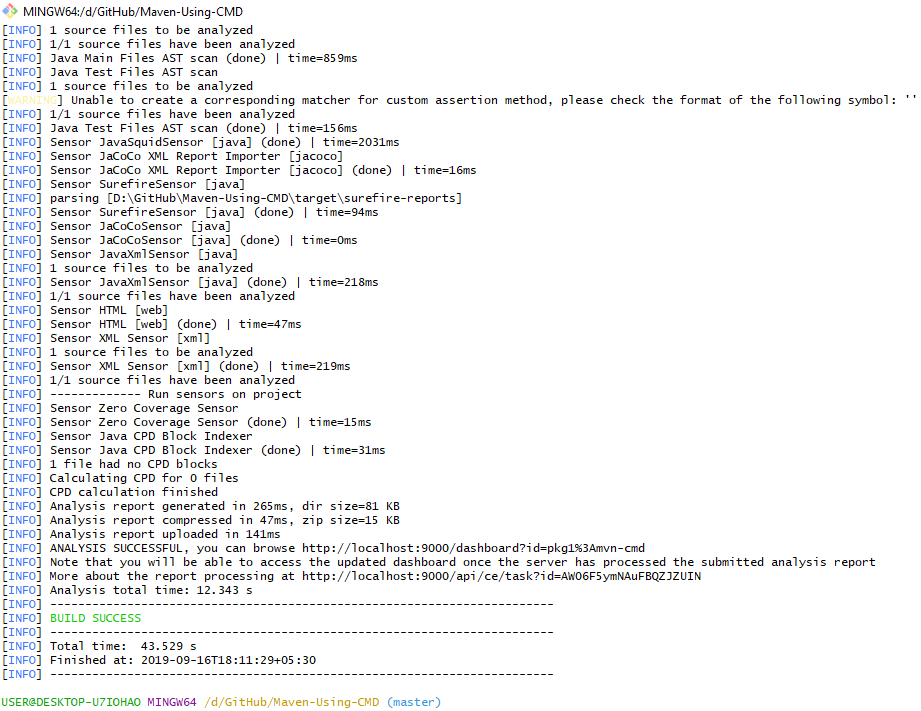 MINGW64:/d/GitHub/Maven-Using-CMD
[INFO] 1 source files to be analyzed
[INFO] 1/1 source files have been analyzed
[INFO] Java Main Files AST scan (done) | time=859ms
[INFO] Java Test Files AST scan
[INFO] 1 source files to be analyzed
[WARNING] Unable to create a corresponding matcher for custom assertion method, please check the format of the following symbol: ''
[INFO] 1/1 source files have been analyzed
[INFO] Java Test Files AST scan (done) | time=156ms
[INFO] Sensor JavaSquidSensor [java] (done) | time=2031ms
[INFO] Sensor JaCoCo XML Report Importer [jacoco]
[INFO] Sensor JaCoCo XML Report Importer [jacoco] (done) | time=16ms
[INFO] Sensor SurefireSensor [java]
[INFO] parsing [D:\GitHub\Maven-Using-CMD\target\surefire-reports]
[INFO] Sensor SurefireSensor [java] (done) | time=94ms
[INFO] Sensor JaCoCoSensor [java]
[INFO] Sensor JaCoCoSensor [java] (done) | time=0ms
[INFO] Sensor JavaXmlSensor [java]
[INFO] 1 source files to be analyzed
[INFO] Sensor JavaXmlSensor [java] (done) | time=218ms
[INFO] 1/1 source files have been analyzed
[INFO] Sensor HTML [web]
[INFO] Sensor HTML [web] (done) | time=47ms
[INFO] Sensor XML Sensor [xml]
[INFO] 1 source files to be analyzed
[INFO] Sensor XML Sensor [xml] (done) | time=219ms
[INFO] 1/1 source files have been analyzed
[INFO] ------------- Run sensors on project
[INFO] Sensor Zero Coverage Sensor
[INFO] Sensor Zero Coverage Sensor (done) | time=15ms
[INFO] Sensor Java CPD Block Indexer
[INFO] Sensor Java CPD Block Indexer (done) | time=31ms
[INFO] 1 file had no CPD blocks
[INFO] Calculating CPD for 0 files
[INFO] CPD calculation finished
[INFO] Analysis report generated in 265ms, dir size=81 KB
[INFO] Analysis report compressed in 47ms, zip size=15 KB
[INFO] Analysis report uploaded in 141ms
[INFO] ANALYSIS SUCCESSFUL, you can browse http://localhost:9000/dashboard?id=pkg1%3Amvn-cmd
[INFO] Note that you will be able to access the updated dashboard once the server has processed the submitted analysis report
[INFO] More about the report processing at http://localhost:9000/api/ce/task?id=AW06F5ymNAuFBQZJZUIN
[INFO] Analysis total time: 12.343 s
[INFO] ------------------------------------------------------------------------
[INFO] BUILD SUCCESS
[INFO] ------------------------------------------------------------------------
[INFO] Total time:  43.529 s
[INFO] Finished at: 2019-09-16T18:11:29+05:30
[INFO] ------------------------------------------------------------------------
USER@DESKTOP-U7IOHAO MINGW64 /d/GitHub/Maven-Using-CMD (master)